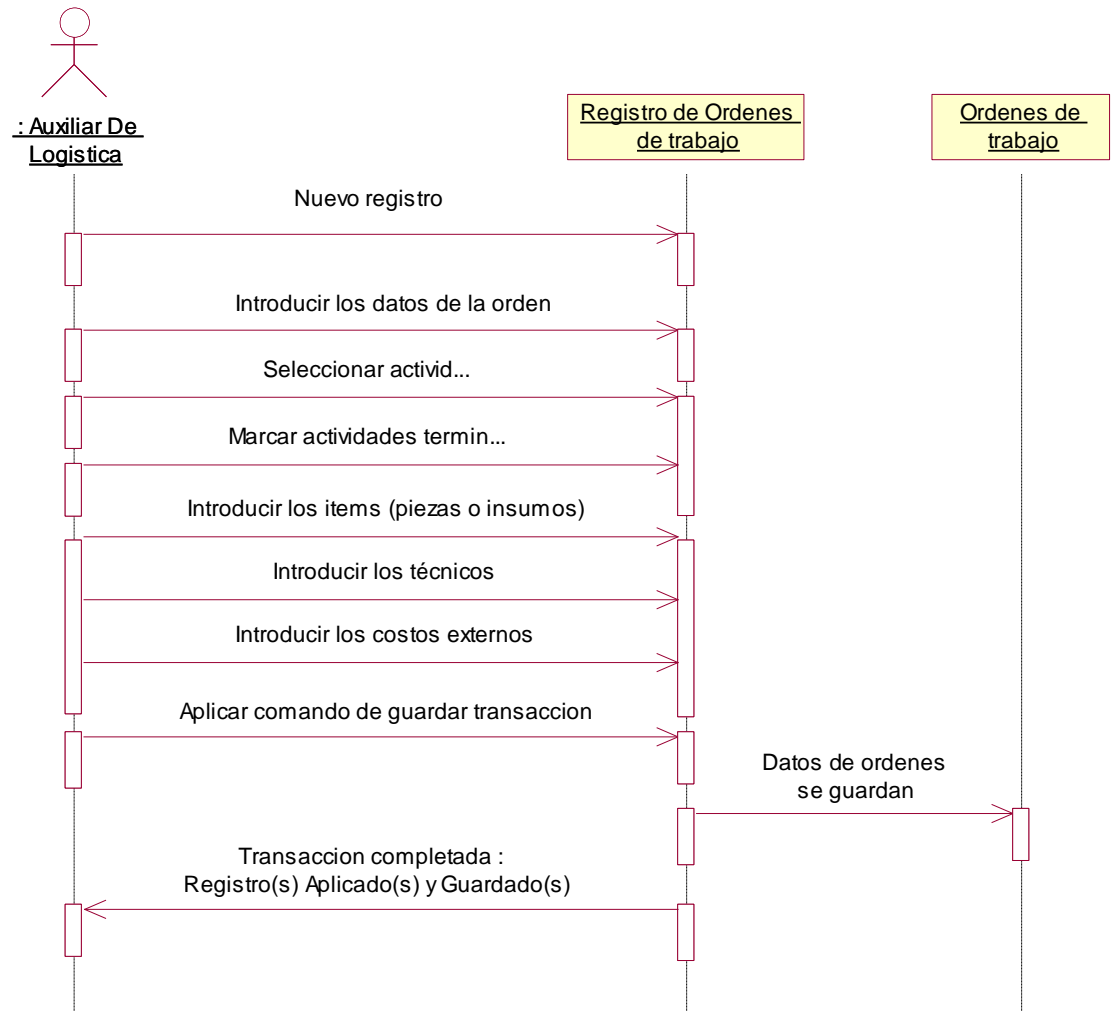 : Auxiliar De
Logistica
Registro de Ordenes
de trabajo
Ordenes de
trabajo
Nuevo registro
Introducir los datos de la orden
Seleccionar activid...
Marcar actividades termin...
Introducir los items (piezas o insumos)
Introducir los técnicos
Introducir los costos externos
Aplicar comando de guardar transaccion
Datos de ordenes
se guardan
Transaccion completada :
Registro(s) Aplicado(s) y Guardado(s)